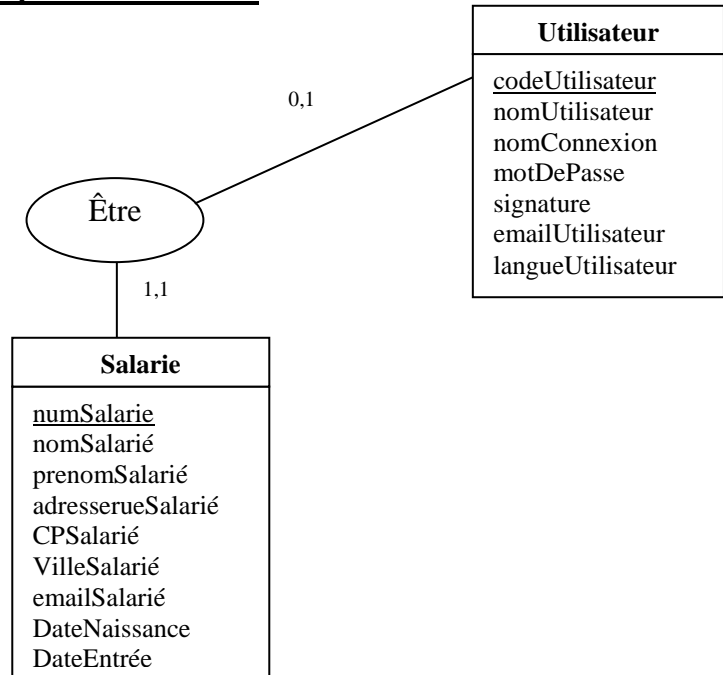 Utilisateur
codeUtilisateur
nomUtilisateur
nomConnexion
motDePasse
signature
emailUtilisateur
langueUtilisateur
0,1
Être
1,1
Salarie
numSalarie
nomSalarié
prenomSalarié
adresserueSalarié
CPSalarié
VilleSalarié
emailSalarié
DateNaissance
DateEntrée